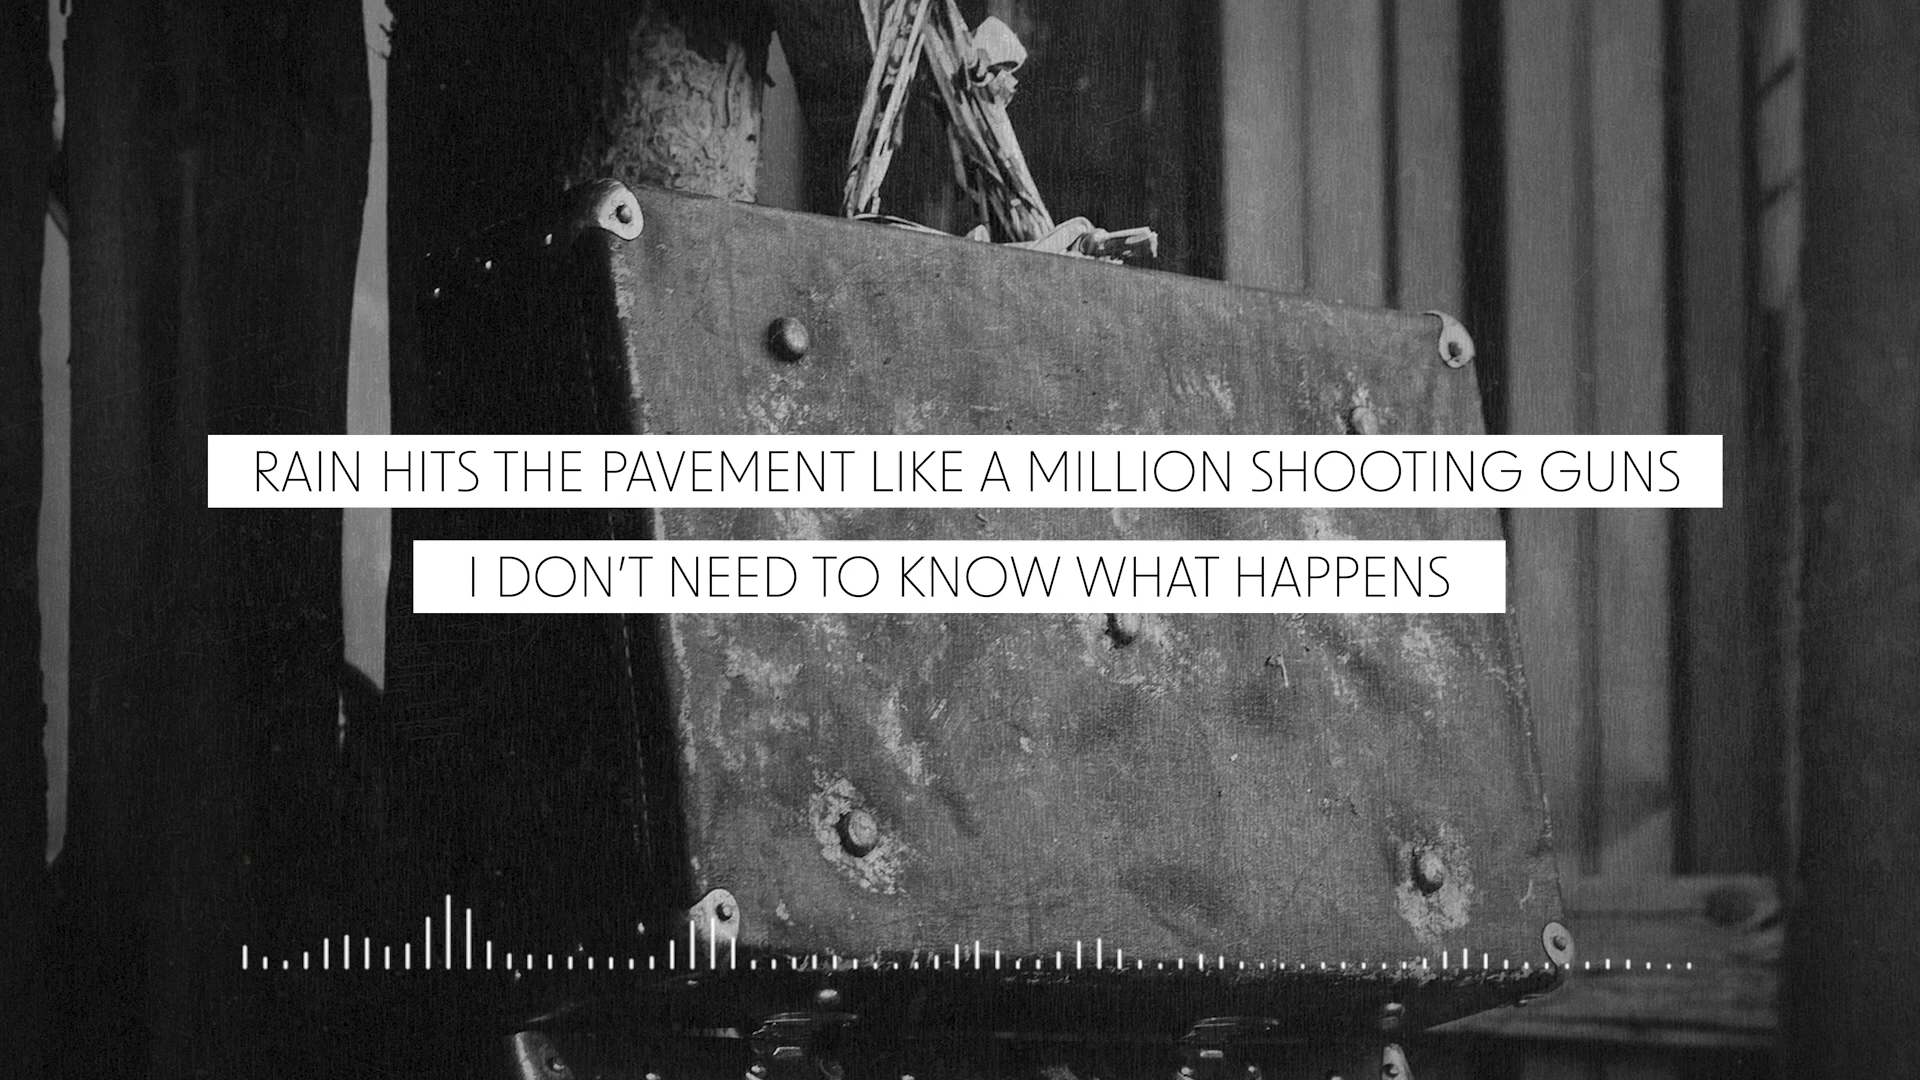 RAIN HITS THE PAVEMENT LIKE A MILLION SHOOTING GUNS
I DON'T NEED TO KNOW WHAT HAPPENS